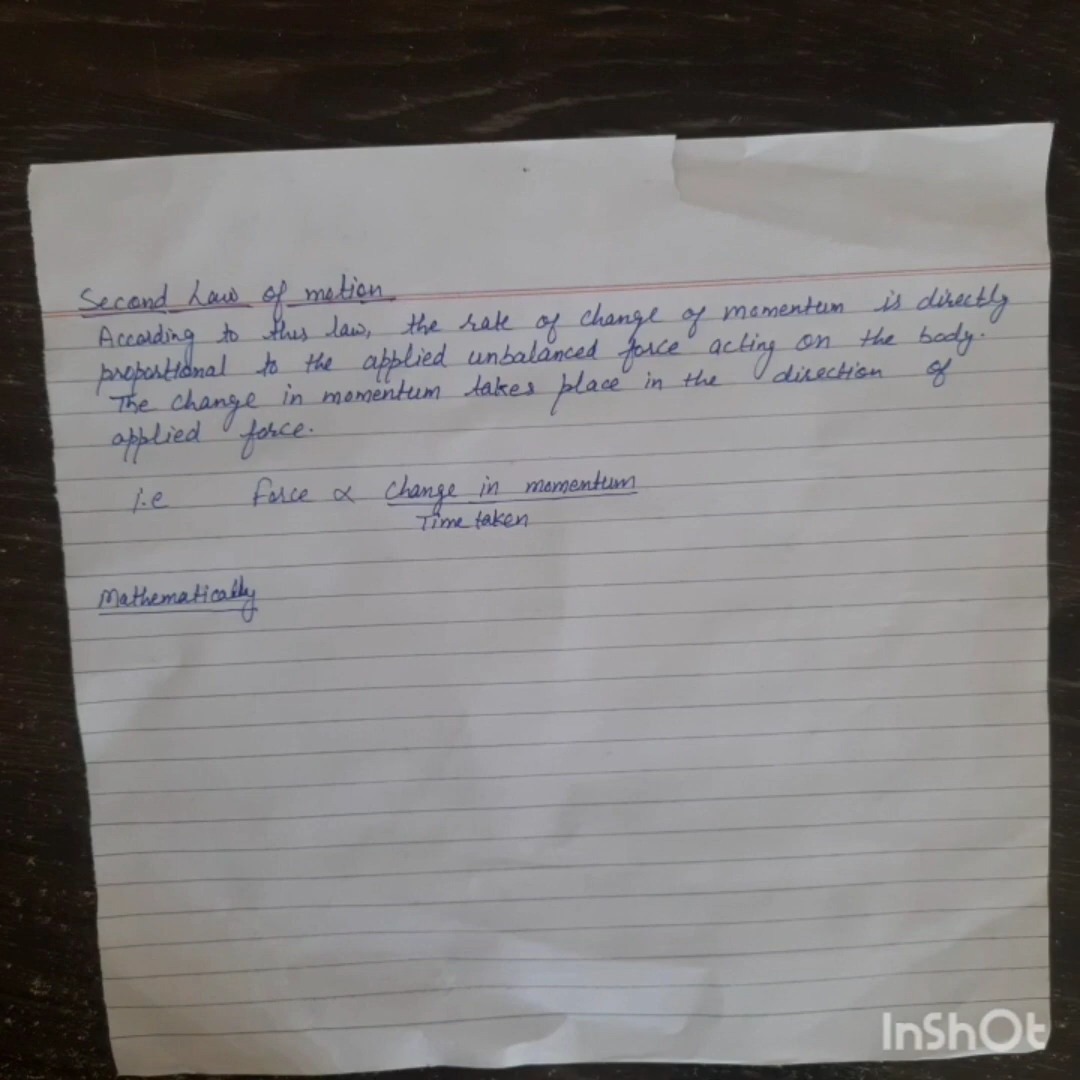 Second Law of motion
According to this law, the rate of change of momentum is directly
proportional to the applied unbalanced force acting on the body.
The change in momentum takes place in the direction of
applied force.
i.e Force ∝ Change in momentum
Time taken
Mathematically
InShOt